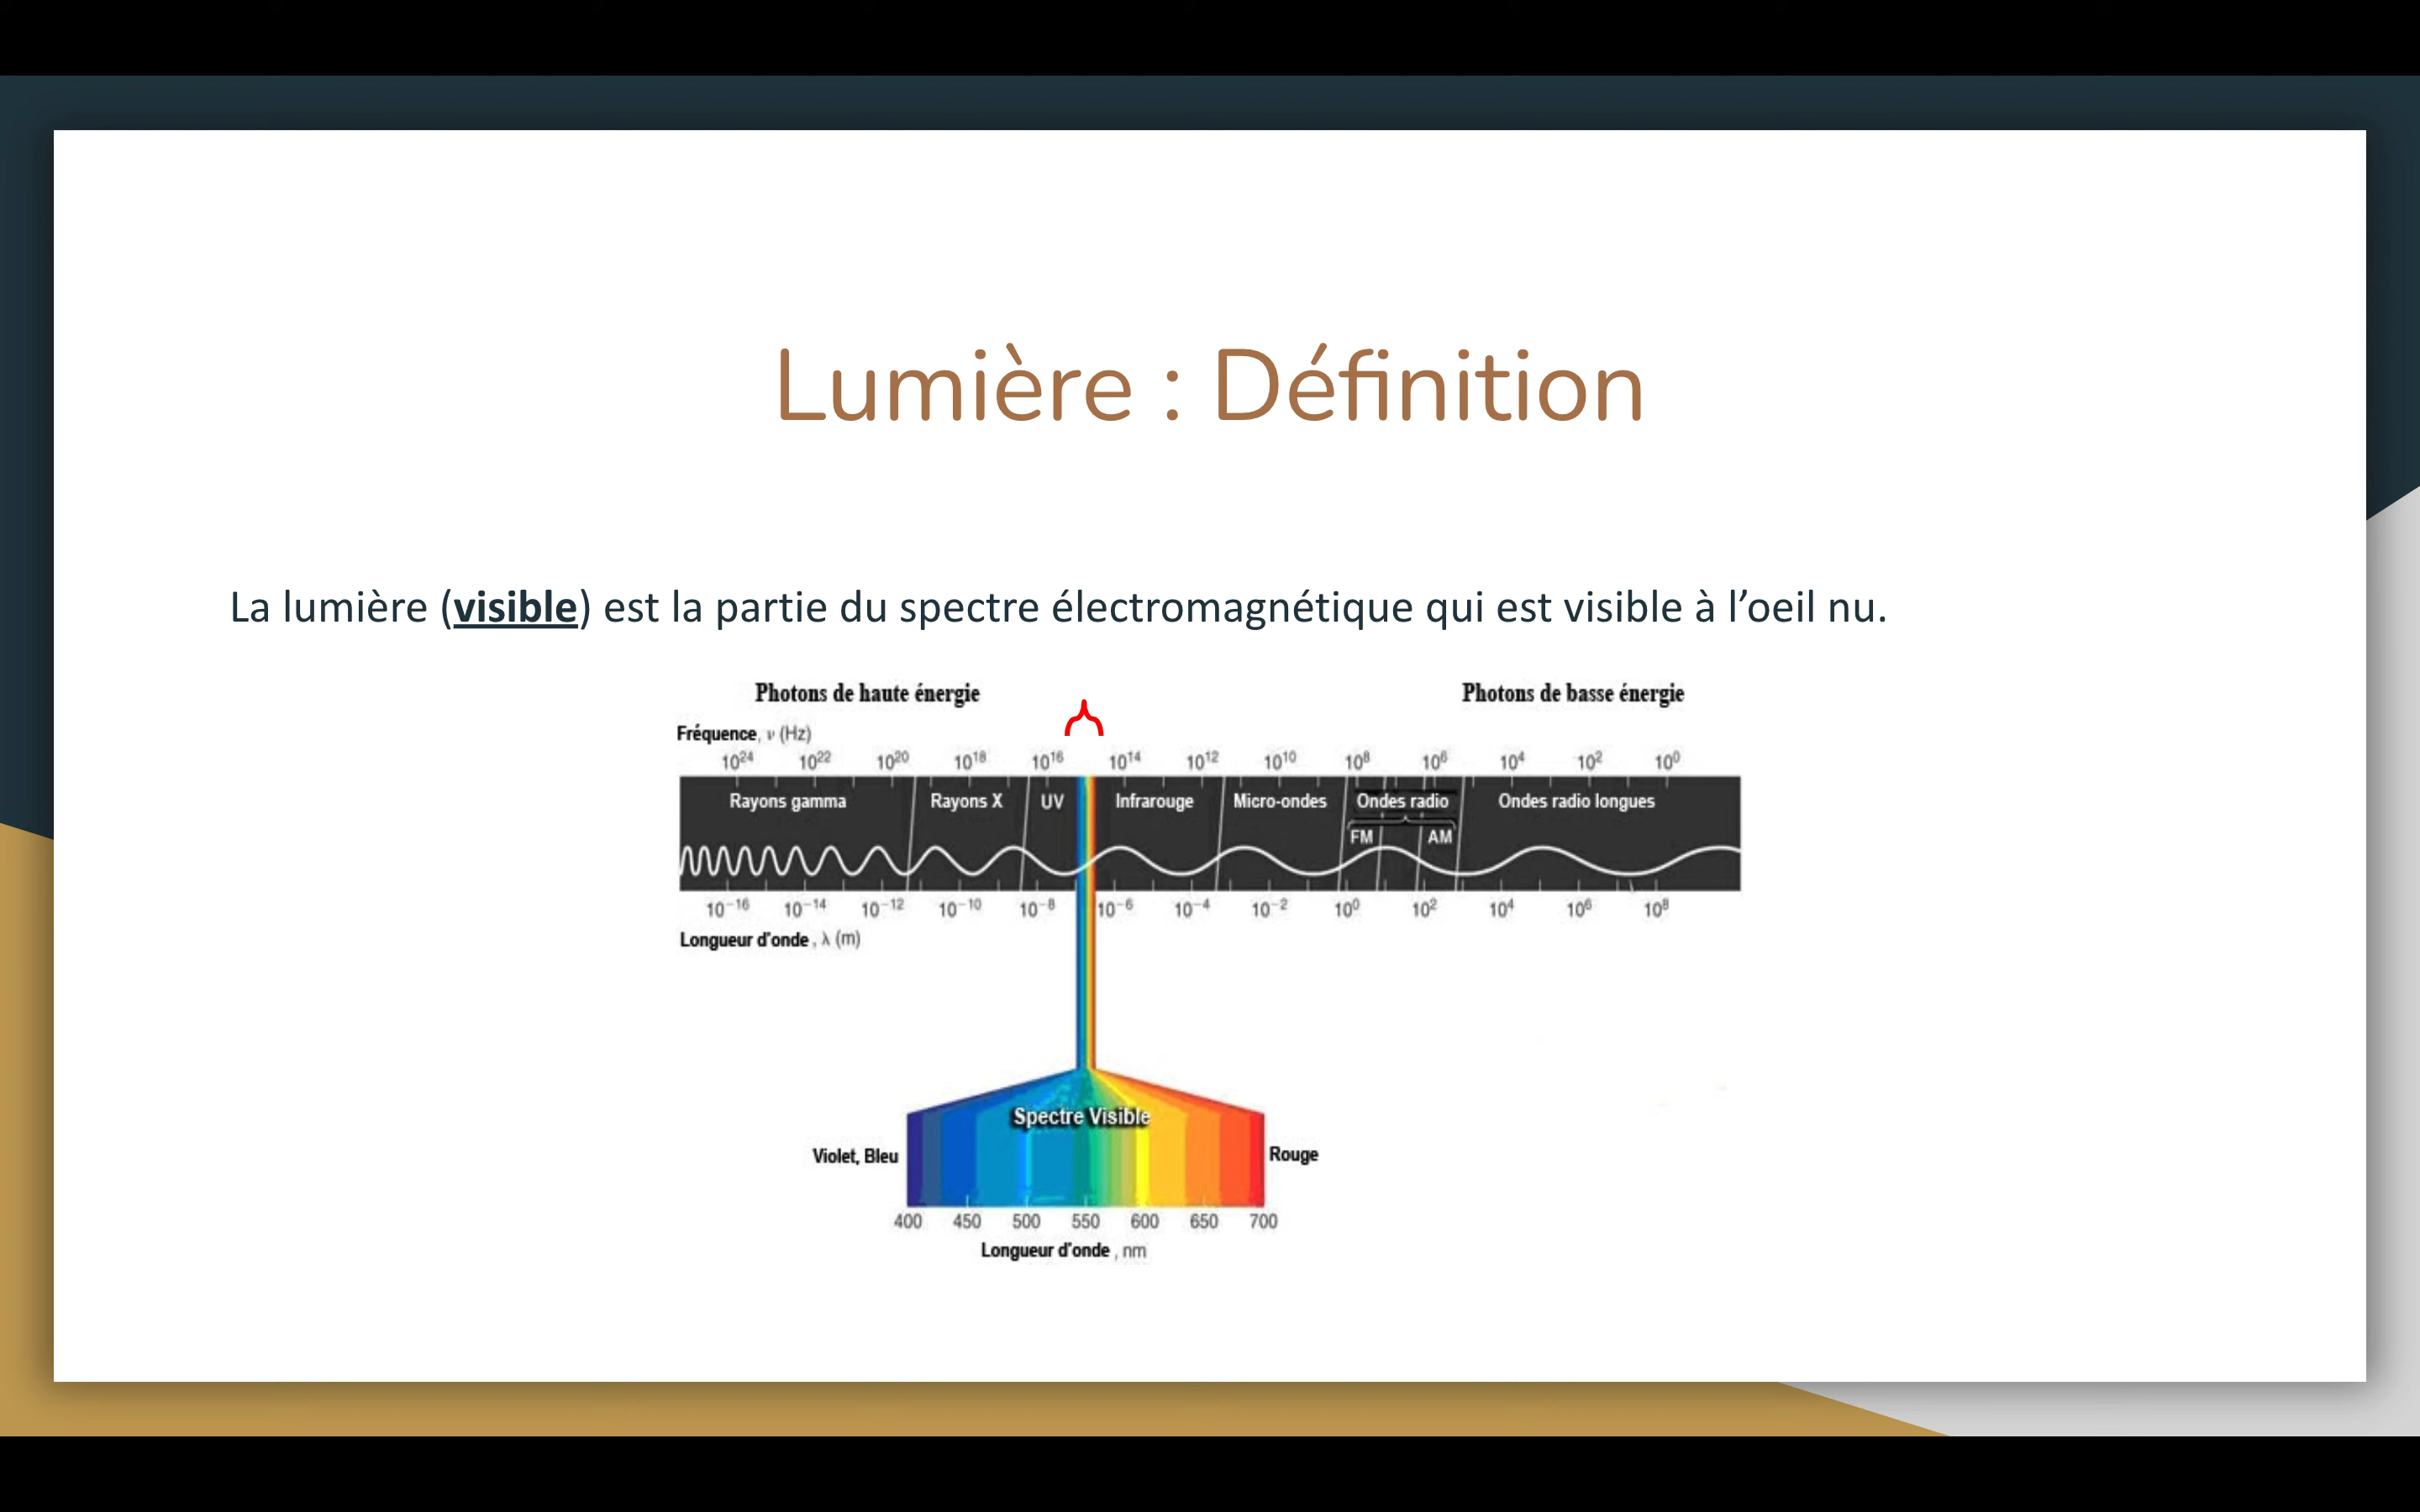 Lumière : Définition
La lumière (visible) est la partie du spectre électromagnétique qui est visible à l’oeil nu.
Photons de haute énergie Photons de basse énergie
Fréquence, ν (Hz)
10²⁴ 10²² 10²⁰ 10¹⁸ 10¹⁶ 10¹⁴ 10¹² 10¹⁰ 10⁸ 10⁶ 10⁴ 10² 10⁰
Rayons gamma Rayons X UV Infrarouge Micro-ondes Ondes radio Ondes radio longues
FM AM
10⁻¹⁶ 10⁻¹⁴ 10⁻¹² 10⁻¹⁰ 10⁻⁸ 10⁻⁶ 10⁻⁴ 10⁻² 10⁰ 10² 10⁴ 10⁶ 10⁸
Longueur d'onde, λ (m)
Spectre Visible
Violet, Bleu Rouge
400 450 500 550 600 650 700
Longueur d'onde, nm